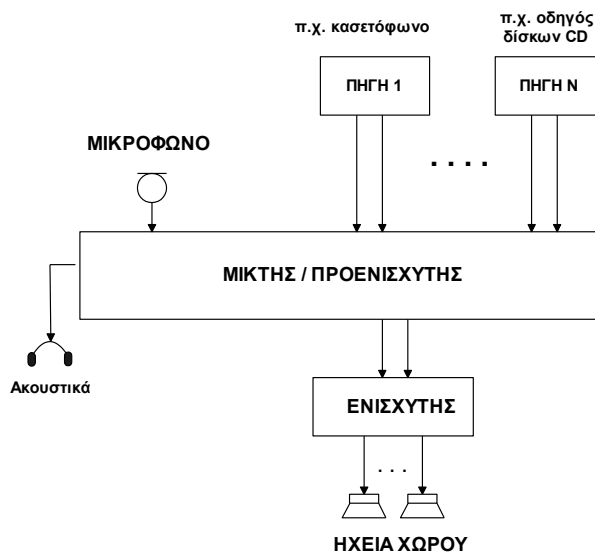 π.χ. κασετόφωνο
π.χ. οδηγός
δίσκων CD
ΠΗΓΗ 1
ΠΗΓΗ Ν
ΜΙΚΡΟΦΩΝΟ
. . . .
ΜΙΚΤΗΣ / ΠΡΟΕΝΙΣΧΥΤΗΣ
Ακουστικά
ΕΝΙΣΧΥΤΗΣ
. . .
ΗΧΕΙΑ ΧΩΡΟΥ